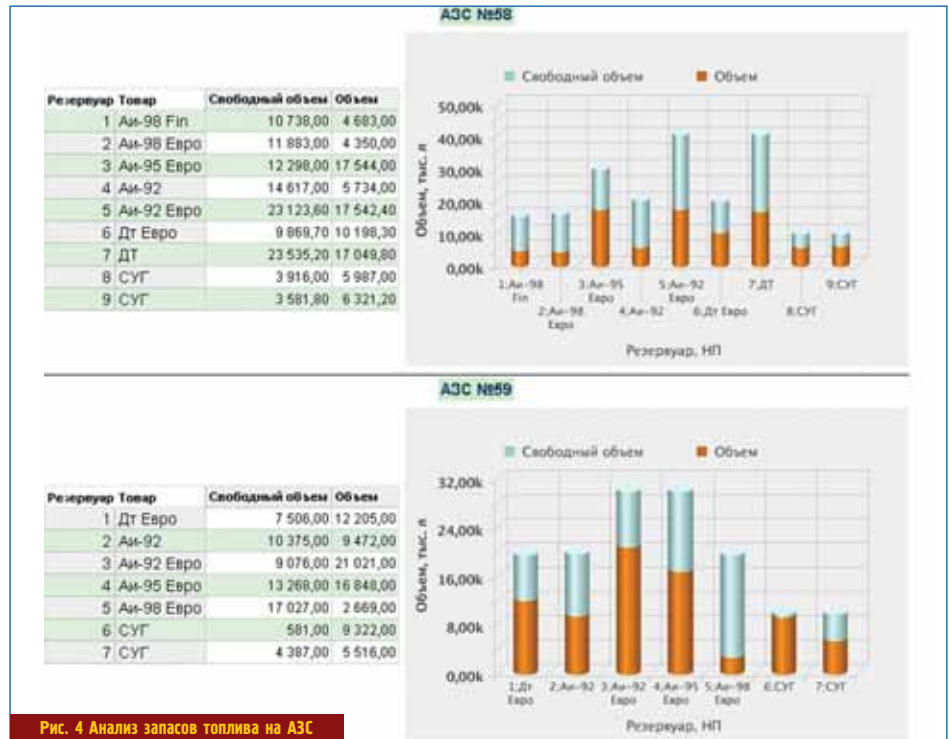 АЗС №58
Резервуар Товар Свободный объем Объем
1 Аи-98 Fin 10 738,00 4 683,00
2 Аи-98 Евро 11 883,00 4 350,00
3 Аи-95 Евро 12 298,00 17 544,00
4 Аи-92 14 617,00 5 734,00
5 Аи-92 Евро 23 123,60 17 542,40
6 Дт Евро 9 869,70 10 198,30
7 ДТ 23 535,20 17 049,80
8 СУГ 3 916,00 5 987,00
9 СУГ 3 581,80 6 321,20
Свободный объем Объем
Объем, тыс. л
50,00k
40,00k
30,00k
20,00k
10,00k
0,00k
1;Аи-98 Fin
2;Аи-98 Евро
3;Аи-95 Евро
4;Аи-92
5;Аи-92 Евро
6;Дт Евро
7;ДТ
8;СУГ
9;СУГ
Резервуар, НП
АЗС №59
Резервуар Товар Свободный объем Объем
1 Дт Евро 7 506,00 12 205,00
2 Аи-92 10 375,00 9 472,00
3 Аи-92 Евро 9 076,00 21 021,00
4 Аи-95 Евро 13 268,00 16 848,00
5 Аи-98 Евро 17 027,00 2 669,00
6 СУГ 581,00 9 322,00
7 СУГ 4 387,00 5 516,00
Свободный объем Объем
Объем, тыс. л
32,00k
24,00k
16,00k
8,00k
0,00k
1;Дт Евро
2;Аи-92
3;Аи-92 Евро
4;Аи-95 Евро
5;Аи-98 Евро
6;СУГ
7;СУГ
Резервуар, НП
Рис. 4 Анализ запасов топлива на АЗС